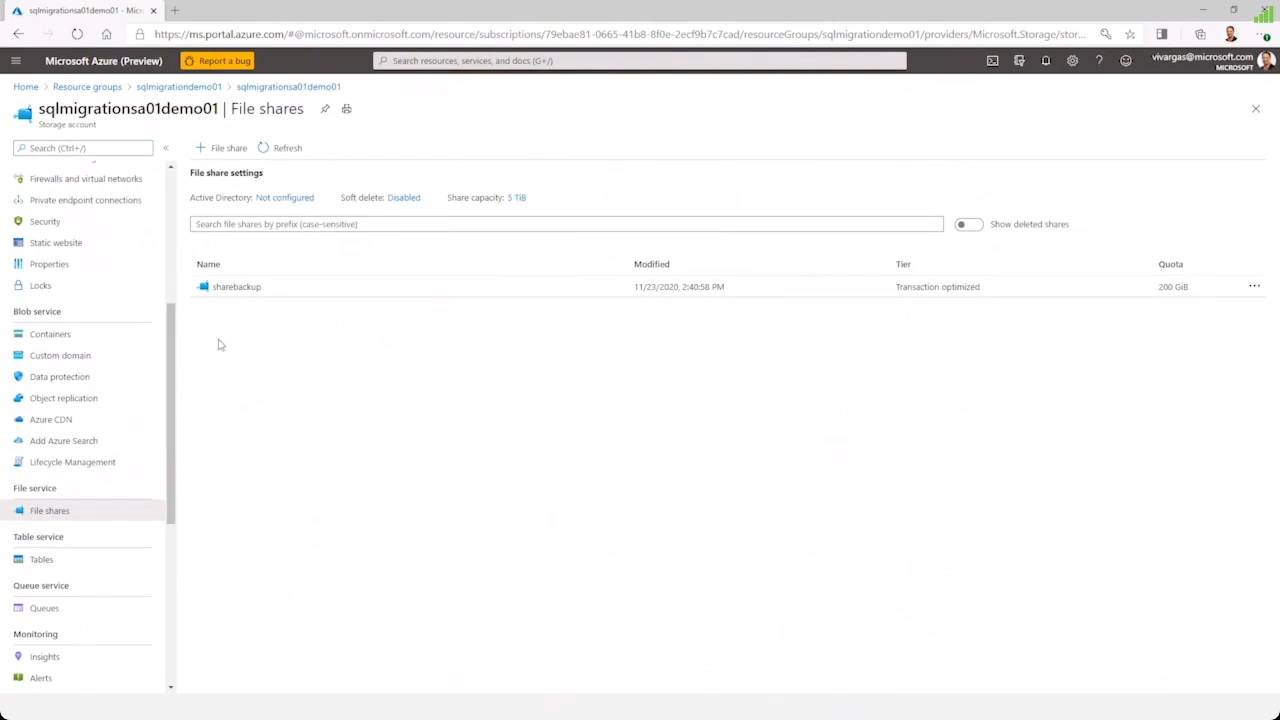 sqlmigrationsa01demo01 - Micr
https://ms.portal.azure.com/#@microsoft.onmicrosoft.com/resource/subscriptions/79ebae81-0665-41b8-8f0e-2ecf9b7c7cad/resourceGroups/sqlmigrationdemo01/providers/Microsoft.Storage/stor...
Microsoft Azure (Preview)
Report a bug
Search resources, services, and docs (G+/)
vivargas@microsoft.com
MICROSOFT
Home > Resource groups > sqlmigrationdemo01 > sqlmigrationsa01demo01
sqlmigrationsa01demo01 | File shares
Storage account
Search (Ctrl+/)
Firewalls and virtual networks
Private endpoint connections
Security
Static website
Properties
Locks
Blob service
Containers
Custom domain
Data protection
Object replication
Azure CDN
Add Azure Search
Lifecycle Management
File service
File shares
Table service
Tables
Queue service
Queues
Monitoring
Insights
Alerts
File share Refresh
File share settings
Active Directory: Not configured Soft delete: Disabled Share capacity: 5 TiB
Search file shares by prefix (case-sensitive)
Show deleted shares
Name Modified Tier Quota
sharebackup 11/23/2020, 2:40:58 PM Transaction optimized 200 GiB